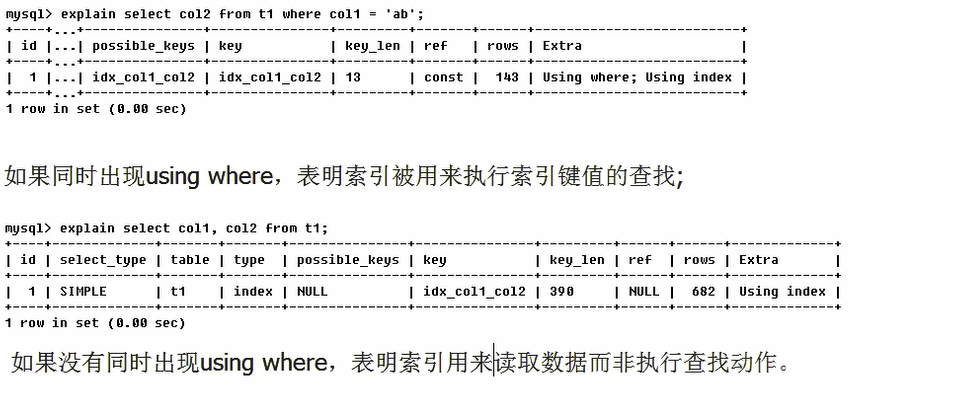 mysql> explain select col2 from t1 where col1 = 'ab';
+----+...+---------------+---------------+---------+-------+------+--------------------------+
| id |...| possible_keys | key           | key_len | ref   | rows | Extra                    |
+----+...+---------------+---------------+---------+-------+------+--------------------------+
|  1 |...| idx_col1_col2 | idx_col1_col2 | 13      | const |  143 | Using where; Using index |
+----+...+---------------+---------------+---------+-------+------+--------------------------+
1 row in set (0.00 sec)
如果同时出现using where，表明索引被用来执行索引键值的查找;
mysql> explain select col1, col2 from t1;
+----+-------------+-------+-------+---------------+---------------+---------+------+------+-------------+
| id | select_type | table | type  | possible_keys | key           | key_len | ref  | rows | Extra       |
+----+-------------+-------+-------+---------------+---------------+---------+------+------+-------------+
|  1 | SIMPLE      | t1    | index | NULL          | idx_col1_col2 | 390     | NULL |  682 | Using index |
+----+-------------+-------+-------+---------------+---------------+---------+------+------+-------------+
1 row in set (0.00 sec)
如果没有同时出现using where，表明索引用来读取数据而非执行查找动作。